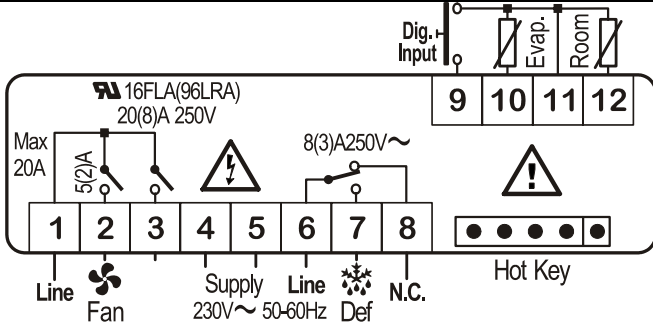 Dig.
Input
Evap.
Room
16FLA(96LRA)
20(8)A 250V
Max
20A
5(2)A
8(3)A250V~
9 10 11 12
1 2 3 4 5 6 7 8
Line
Fan
Supply
230V~ 50-60Hz
Line
Def
N.C.
Hot Key